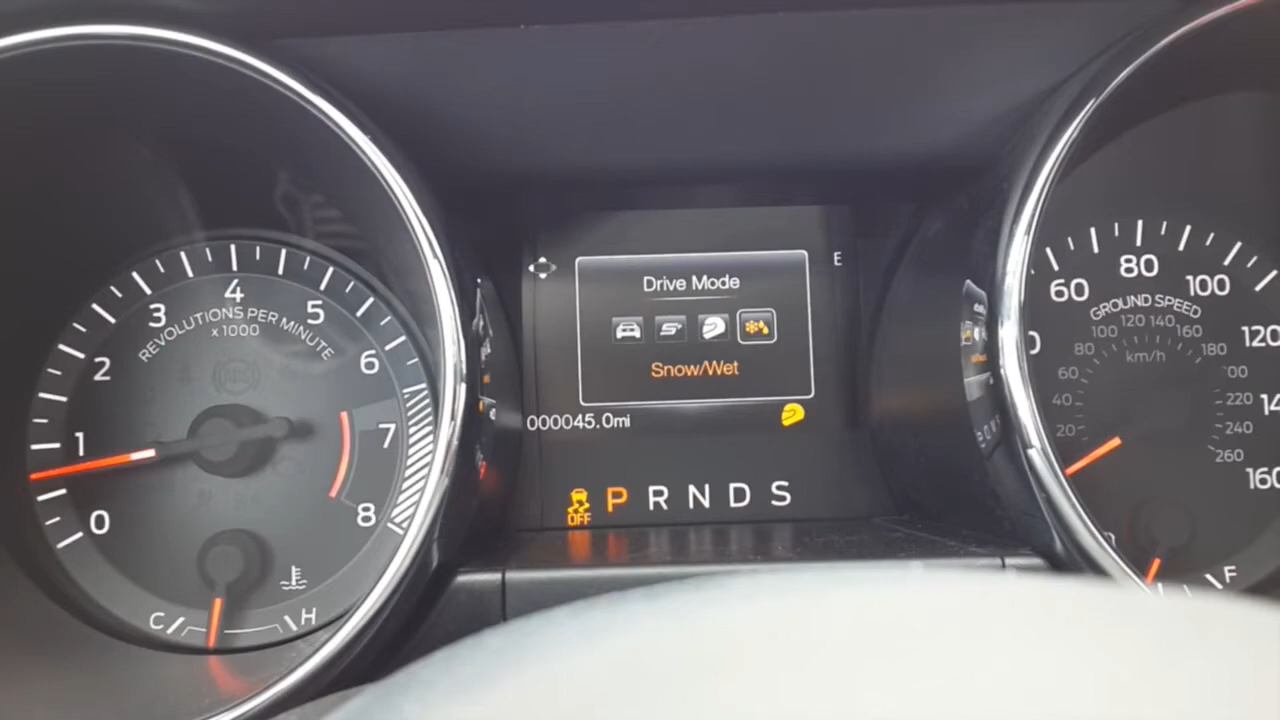 0
1
2
3
4
5
6
7
8
REVOLUTIONS PER MINUTE
x1000
C
H
Drive Mode
Snow/Wet
E
000045.0mi
OFF
P R N D S
60
80
100
120
160
GROUND SPEED
20
40
60
80
100
120
140
160
180
220
240
260
km/h
F